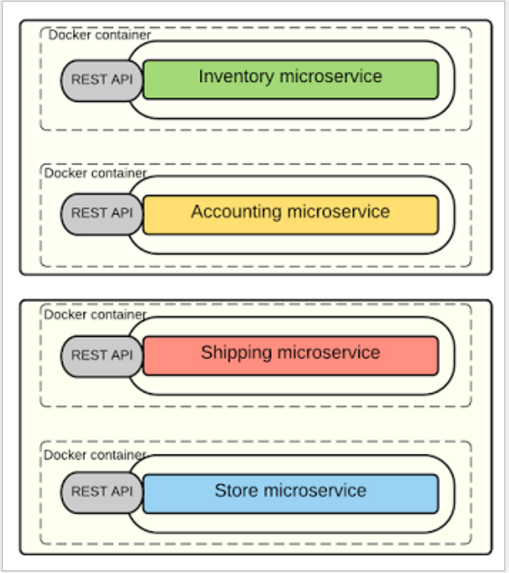 Docker container
REST API
Inventory microservice
Docker container
REST API
Accounting microservice
Docker container
REST API
Shipping microservice
Docker container
REST API
Store microservice